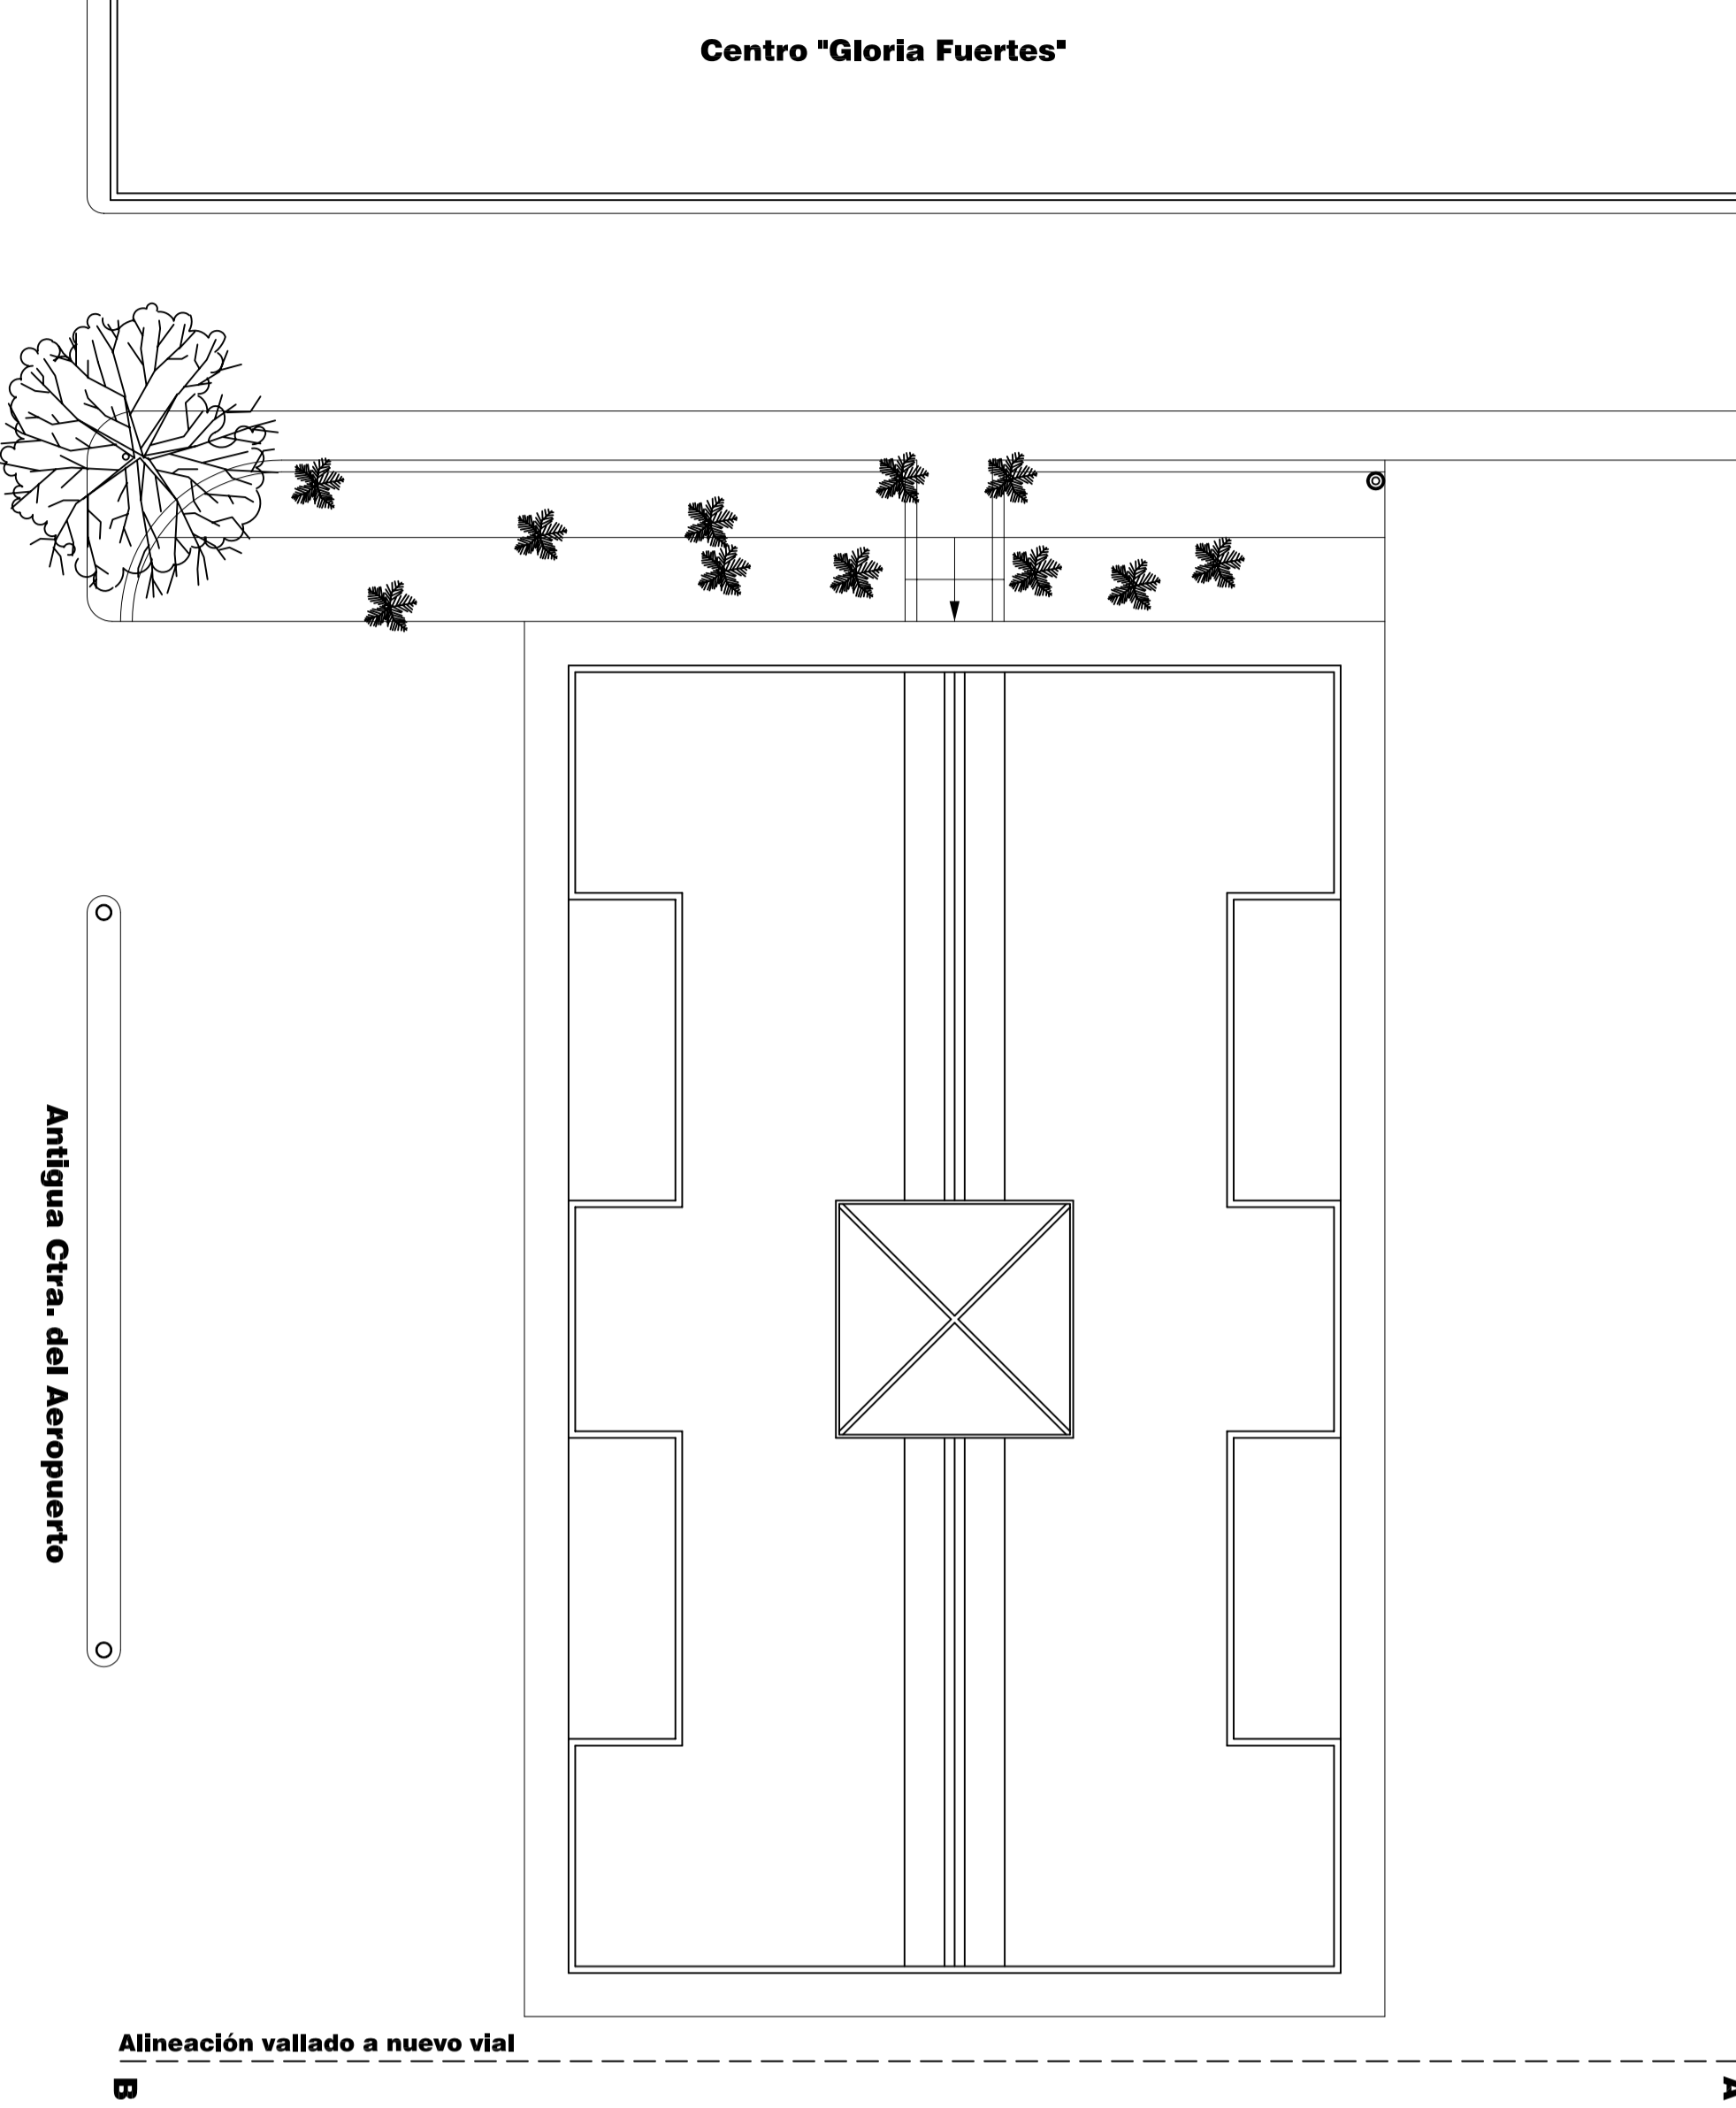 Centro "Gloria Fuertes"
Antigua Ctra. del Aeropuerto
Alineación vallado a nuevo vial
B
A